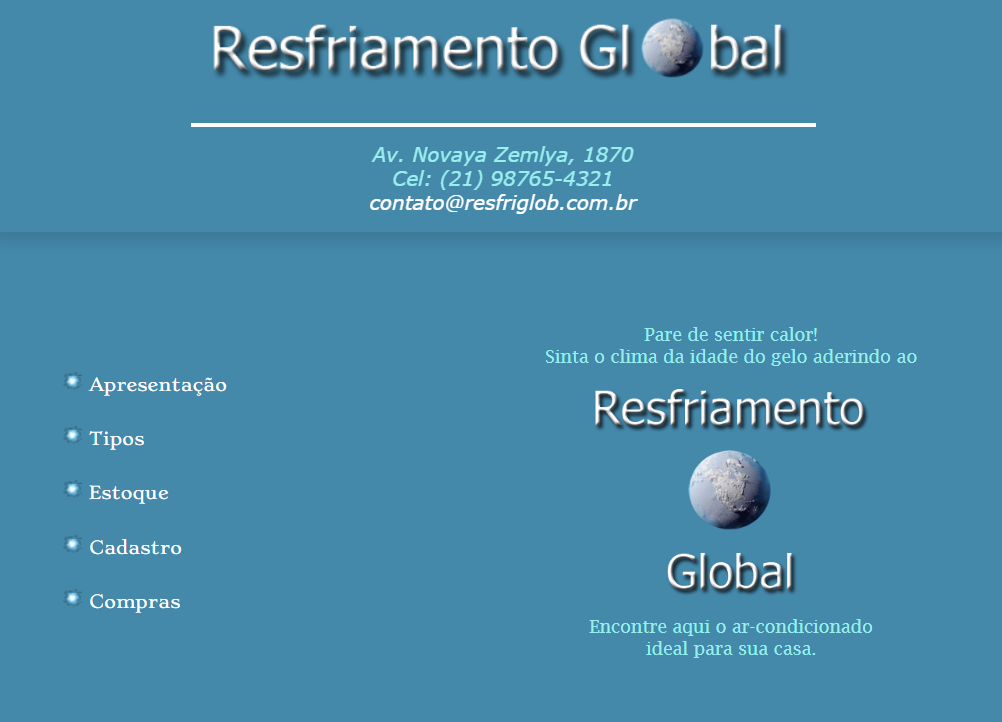 Resfriamento Gl bal
Av. Novaya Zemlya, 1870
Cel: (21) 98765-4321
contato@resfriglob.com.br
Apresentação
Tipos
Estoque
Cadastro
Compras
Pare de sentir calor!
Sinta o clima da idade do gelo aderindo ao
Resfriamento
Global
Encontre aqui o ar-condicionado
ideal para sua casa.